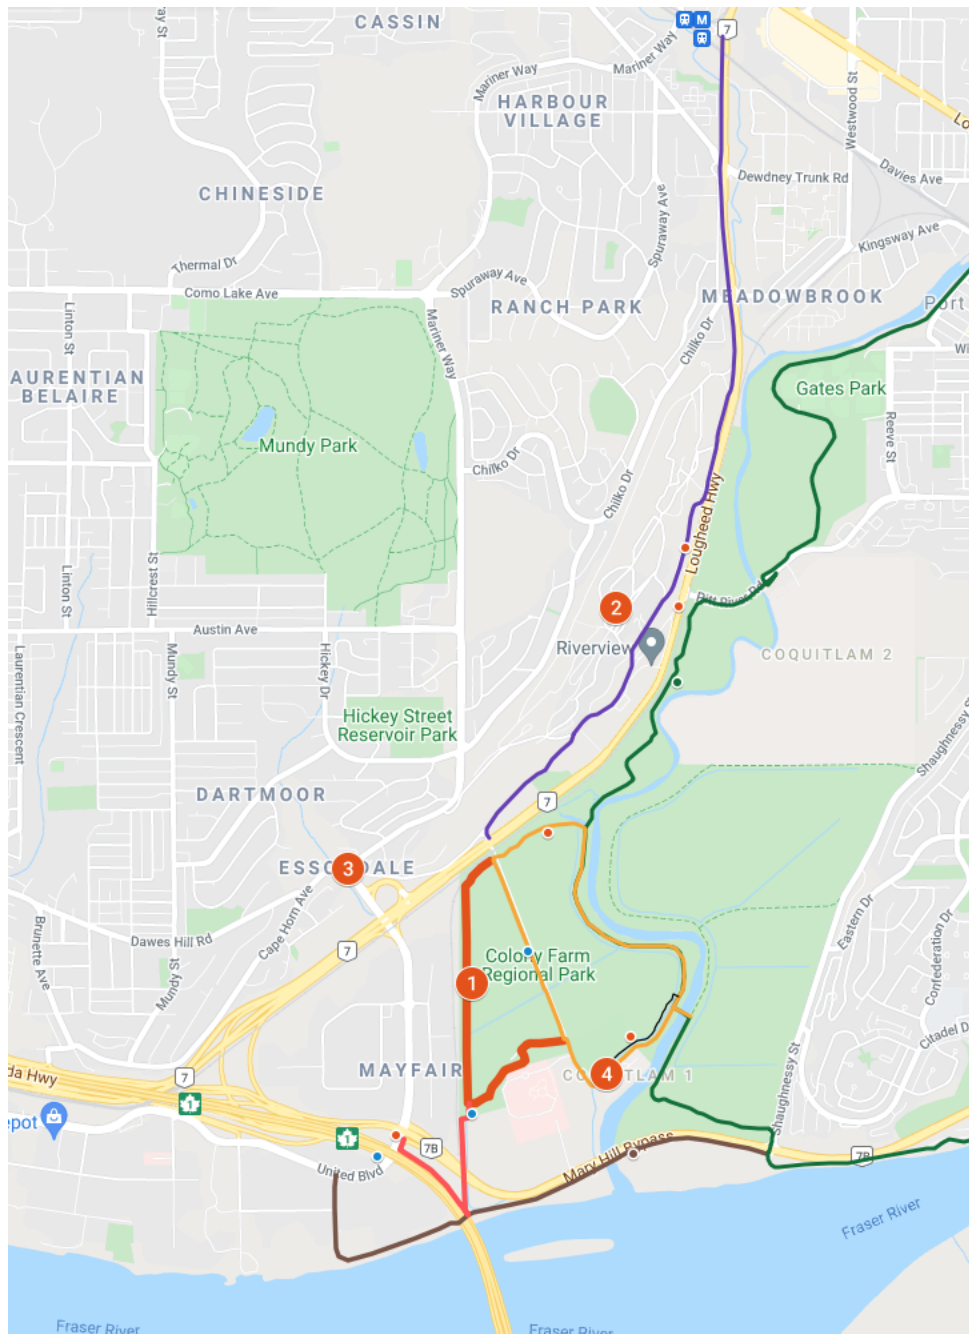 CASSIN
7
M
Mariner Way
Mariner Way
HARBOUR
VILLAGE
Westwood St
Dewdney Trunk Rd
Davies Ave
CHINESIDE
Spuraway Ave
Kingsway Ave
Thermal Dr
Como Lake Ave
Spuraway Ave
RANCH PARK
MEADOWBROOK
Port
Linton St
Mariner Way
Chilko Dr
AURENTIAN
BELAIRE
Gates Park
Reeve St
Mundy Park
Chilko Dr
Chilko Dr
Lougheed Hwy
Linton St
Hillcrest St
Pitt River Rd
2
Austin Ave
Riverview
COQUITLAM 2
Laurentian Crescent
Mundy St
Hickey Dr
Hickey Street
Reservoir Park
Shaughnessy S
DARTMOOR
7
3
Cape Horn Ave
Dawes Hill Rd
Brunette Ave
Mundy St
7
Eastern Dr
Confederation Dr
Colony Farm
Regional Park
1
Citadel D
da Hwy
7
MAYFAIR
4
1
Shaughnessy St
epot
1
7B
Mary Hill Bypass
7B
United Blvd
Fraser River
Fraser River
Fraser River